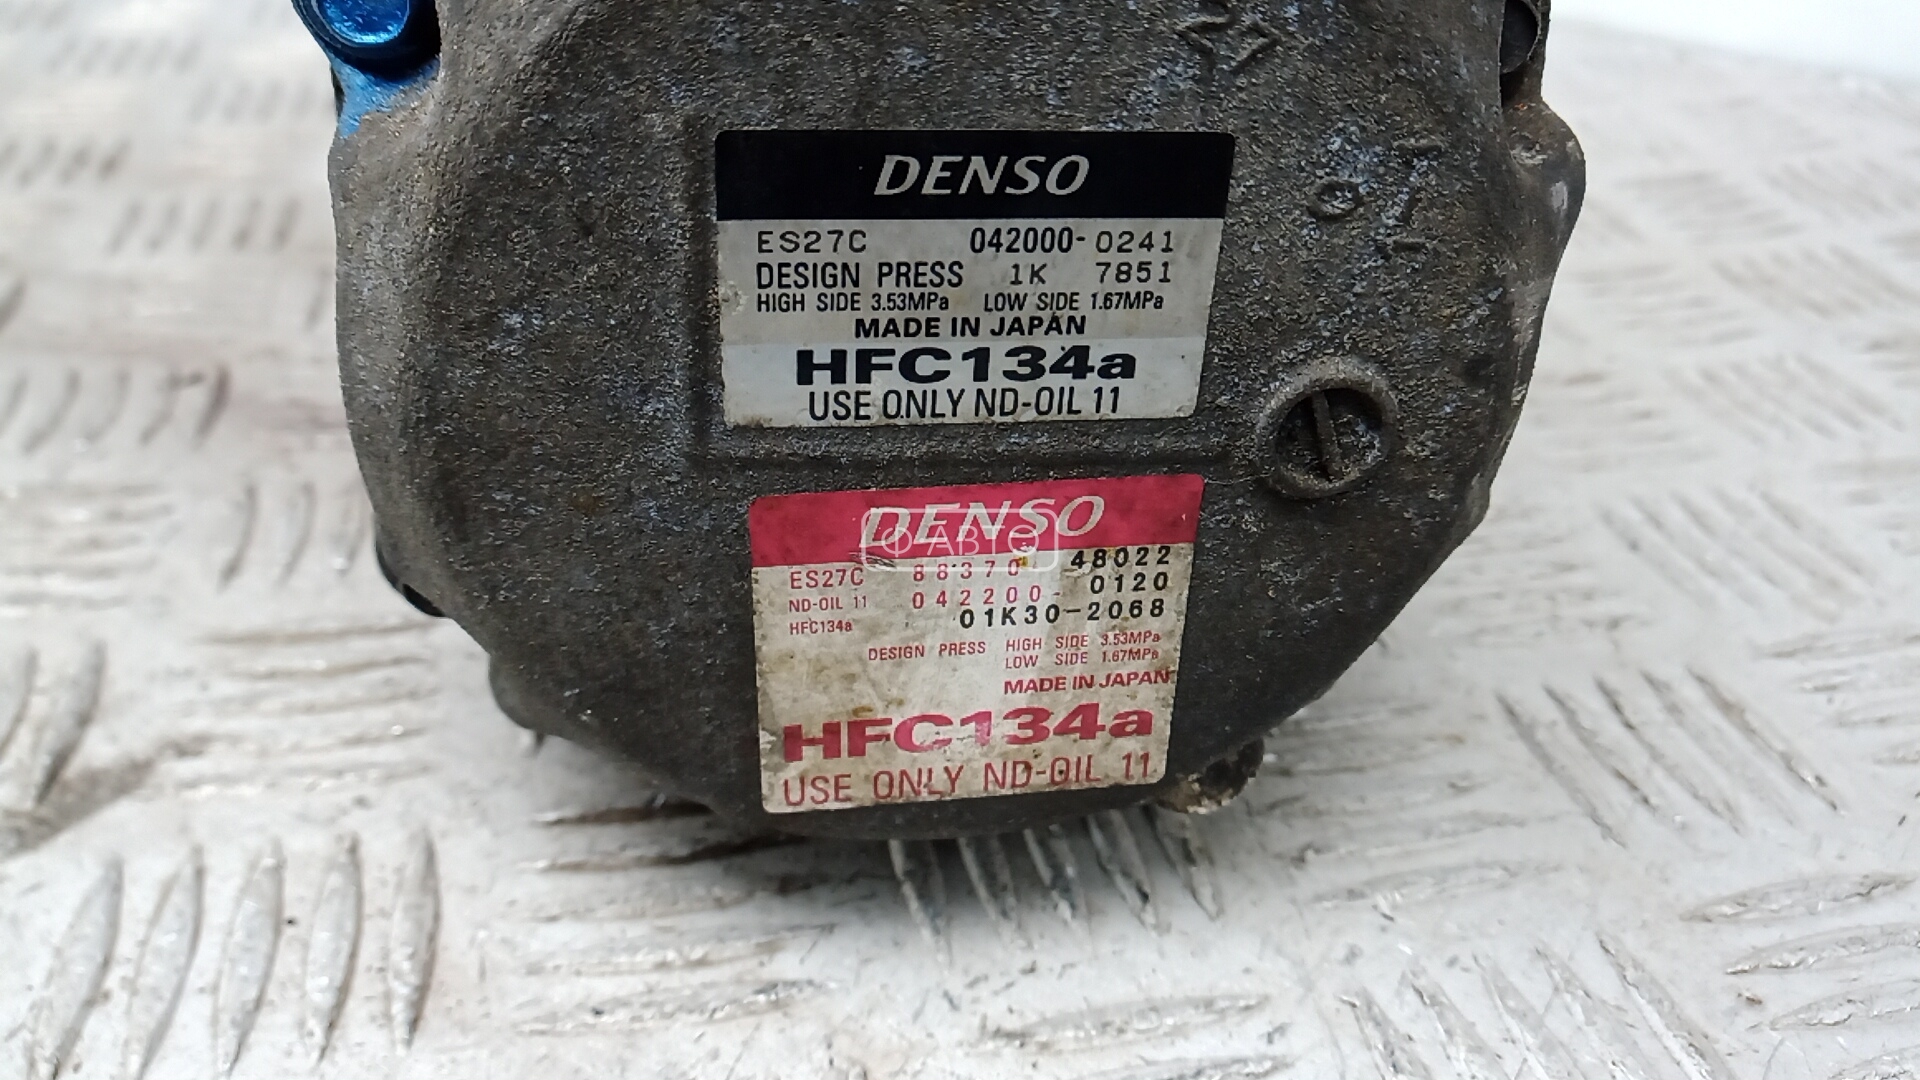 DENSO
ES27C 042000-0241
DESIGN PRESS 1K 7851
HIGH SIDE 3.53MPa LOW SIDE 1.67MPa
MADE IN JAPAN
HFC134a
USE ONLY ND-OIL 11
DENSO
Ф АВТО
ES27C 88370 48022
ND-OIL 11 042200- 0120
HFC134a 01K30-2068
DESIGN PRESS HIGH SIDE 3.53MPa
LOW SIDE 1.67MPa
MADE IN JAPAN
HFC134a
USE ONLY ND-OIL 11